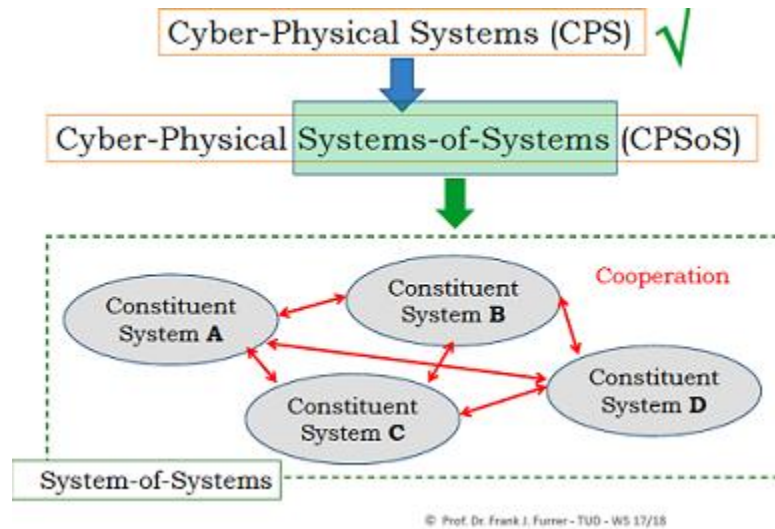 Cyber-Physical Systems (CPS) √
Cyber-Physical Systems-of-Systems (CPSoS)
Cooperation
Constituent
System A
Constituent
System B
Constituent
System C
Constituent
System D
System-of-Systems
© Prof. Dr. Frank J. Furrer - TUD - WS 17/18